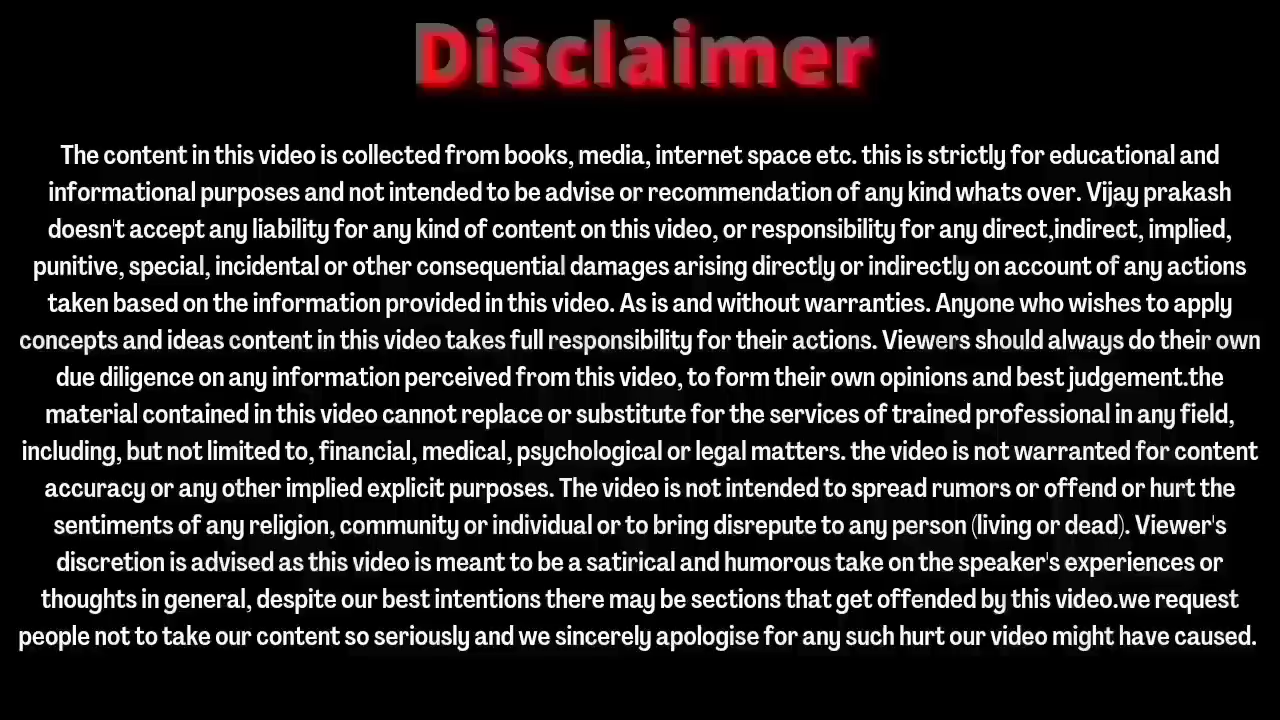 Disclaimer
The content in this video is collected from books, media, internet space etc. this is strictly for educational and
informational purposes and not intended to be advise or recommendation of any kind whats over. Vijay prakash
doesn't accept any liability for any kind of content on this video, or responsibility for any direct,indirect, implied,
punitive, special, incidental or other consequential damages arising directly or indirectly on account of any actions
taken based on the information provided in this video. As is and without warranties. Anyone who wishes to apply
concepts and ideas content in this video takes full responsibility for their actions. Viewers should always do their own
due diligence on any information perceived from this video, to form their own opinions and best judgement.the
material contained in this video cannot replace or substitute for the services of trained professional in any field,
including, but not limited to, financial, medical, psychological or legal matters. the video is not warranted for content
accuracy or any other implied explicit purposes. The video is not intended to spread rumors or offend or hurt the
sentiments of any religion, community or individual or to bring disrepute to any person (living or dead). Viewer's
discretion is advised as this video is meant to be a satirical and humorous take on the speaker's experiences or
thoughts in general, despite our best intentions there may be sections that get offended by this video.we request
people not to take our content so seriously and we sincerely apologise for any such hurt our video might have caused.